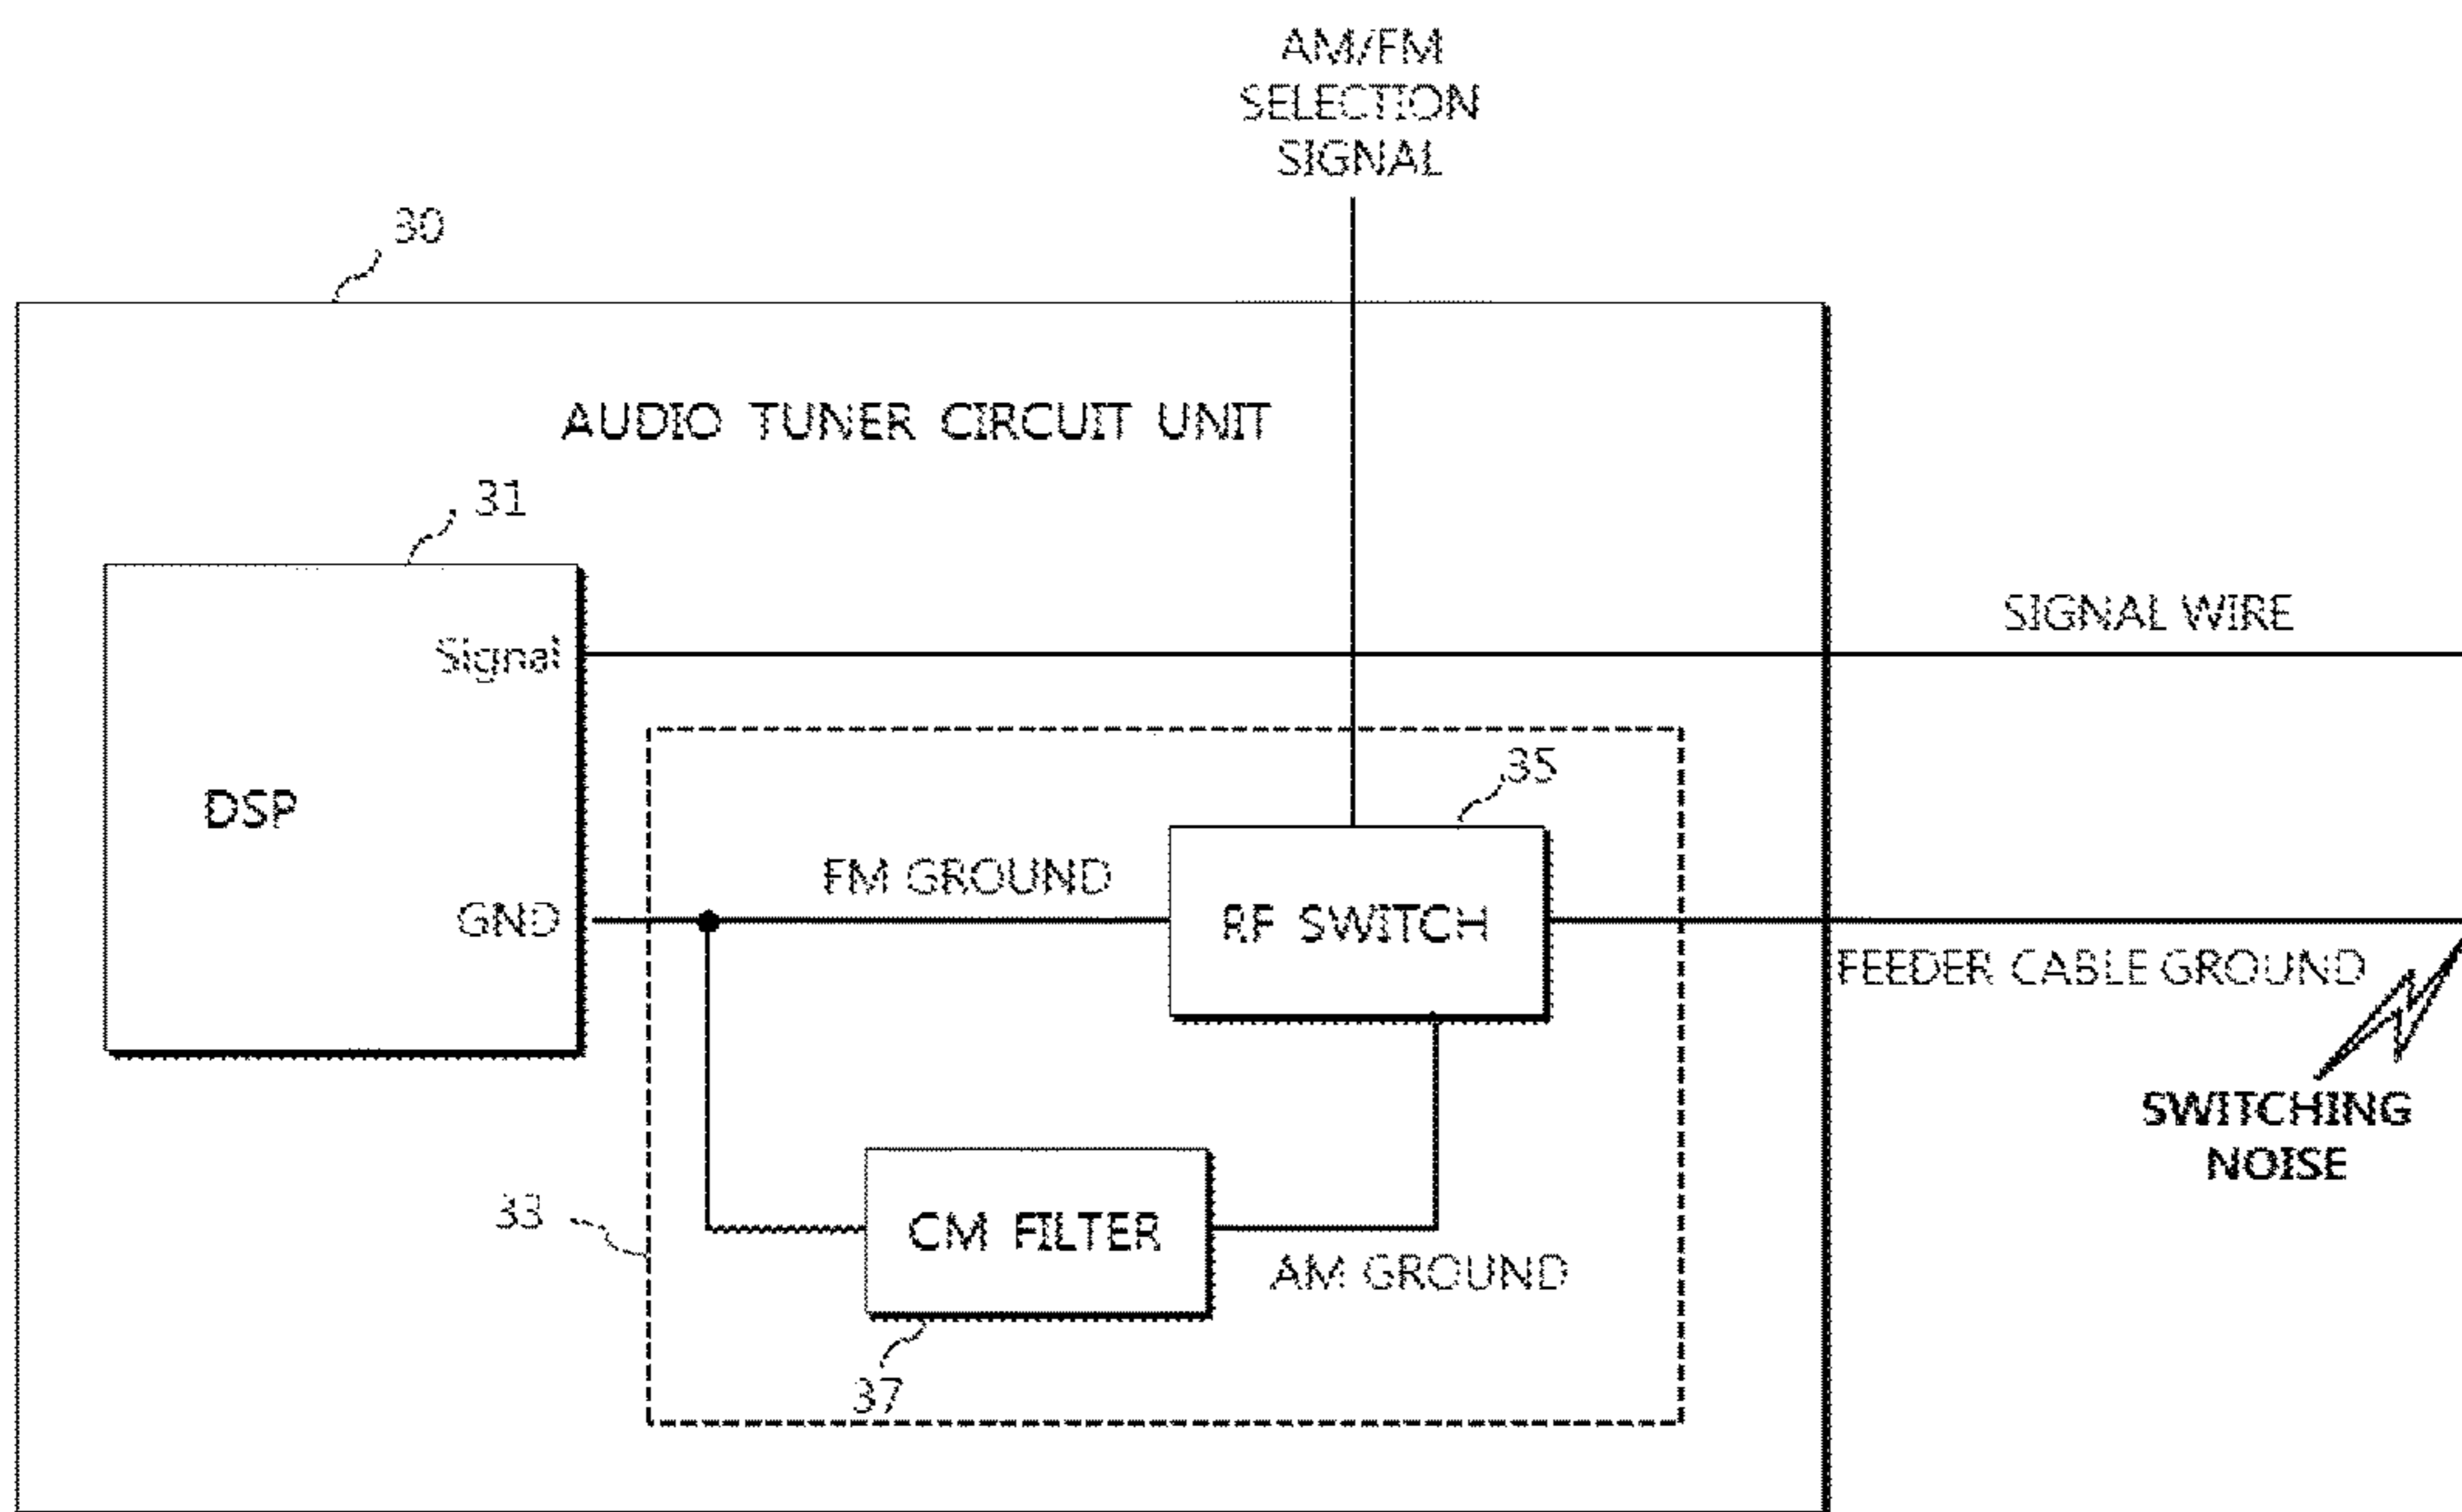 AM/FM
SELECTION
SIGNAL
30
AUDIO TUNER CIRCUIT UNIT
31
SIGNAL WIRE
Signal
35
DSP
FM GROUND
GND
RF SWITCH
FEEDER CABLE GROUND
SWITCHING
NOISE
33
CM FILTER
AM GROUND
37